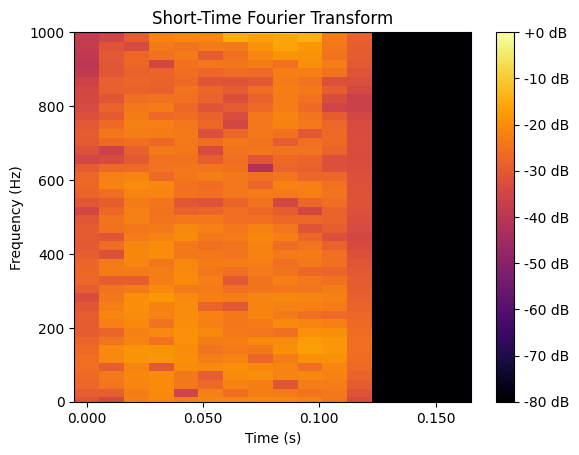 Short-Time Fourier Transform
1000
800
600
400
200
0
Frequency (Hz)
0.000
0.050
0.100
0.150
Time (s)
+0 dB
-10 dB
-20 dB
-30 dB
-40 dB
-50 dB
-60 dB
-70 dB
-80 dB